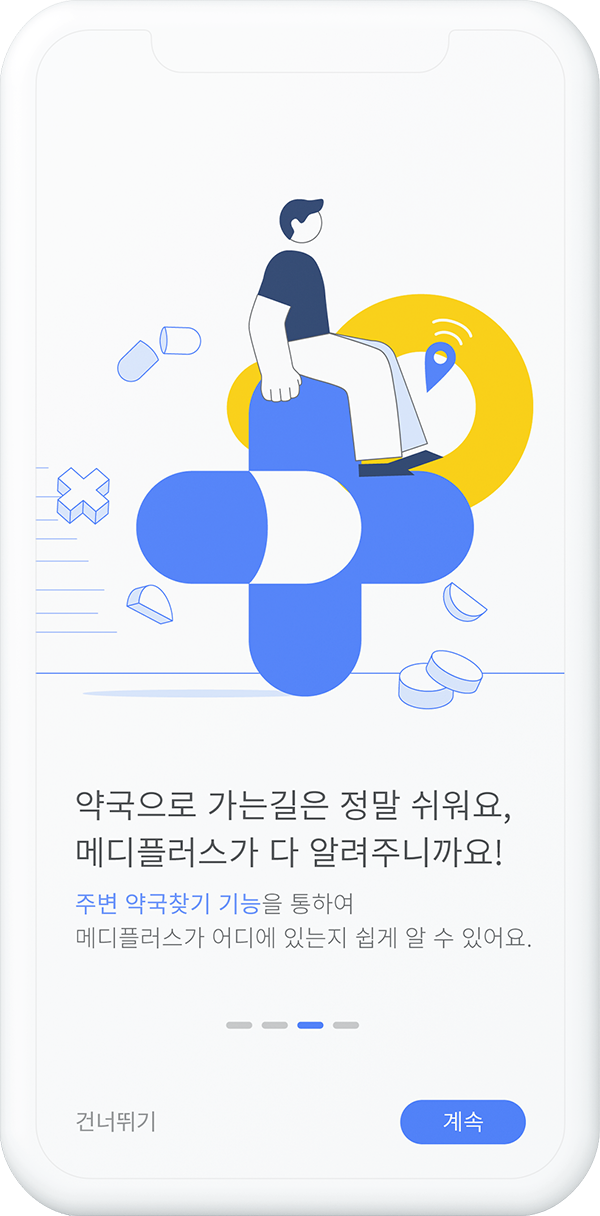 약국으로 가는길은 정말 쉬워요,
메디플러스가 다 알려주니까요!
주변 약국찾기 기능을 통하여
메디플러스가 어디에 있는지 쉽게 알 수 있어요.
건너뛰기
계속